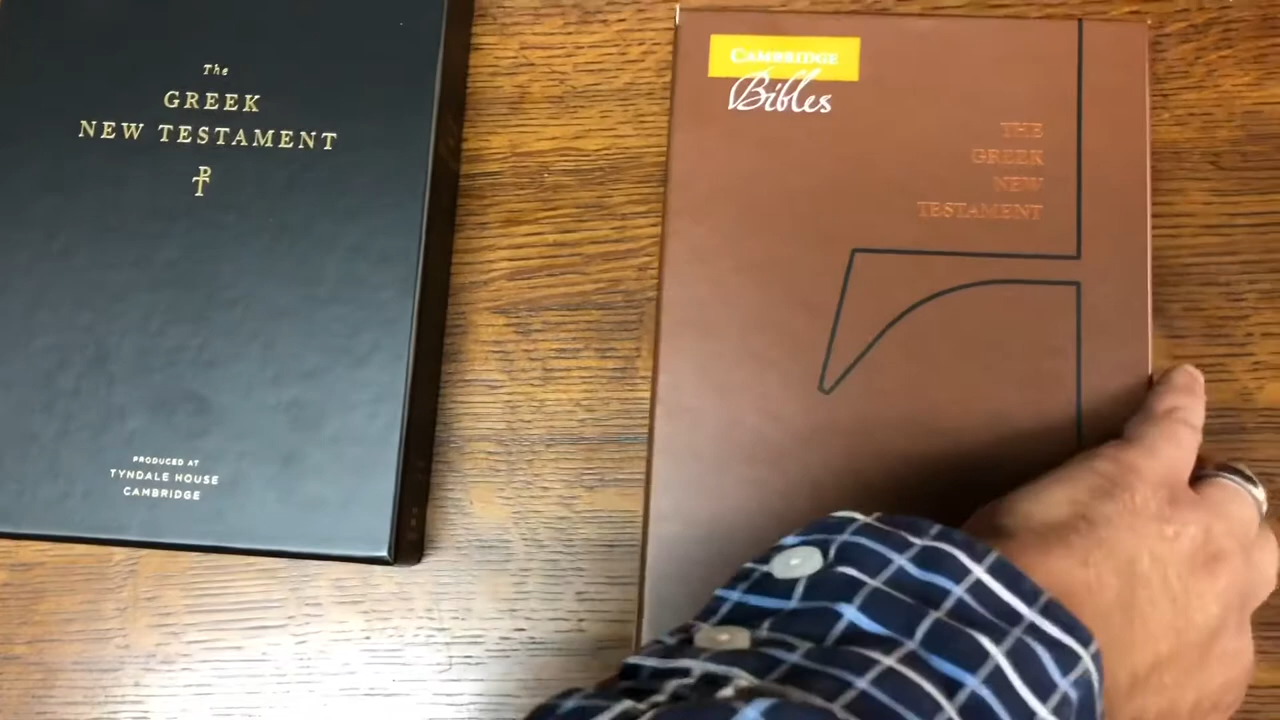 The
GREEK
NEW TESTAMENT
PRODUCED AT
TYNDALE HOUSE
CAMBRIDGE
CAMBRIDGE
Bibles
THE
GREEK
NEW
TESTAMENT